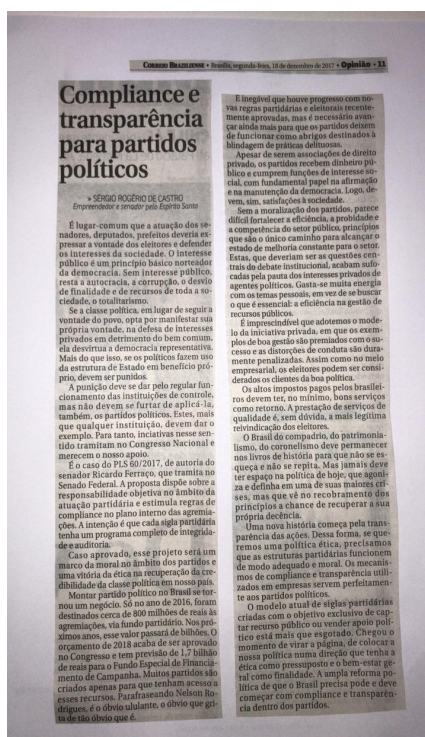 CORREIO BRAZILIENSE • Brasília, segunda-feira, 18 de dezembro de 2017 • Opinião • 11
Compliance e
transparência
para partidos
políticos
» SÉRGIO ROGÉRIO DE CASTRO
Empreendedor e senador pelo Espírito Santo
É lugar-comum que a atuação dos se-
nadores, deputados, prefeitos deveria ex-
pressar a vontade dos eleitores e defender
os interesses da sociedade. O interesse
público é um princípio básico norteador
da democracia. Sem interesse público,
resta a autocracia, a corrupção, o desvio
de finalidade e de recursos de toda a so-
ciedade, o totalitarismo.
Se a classe política, em lugar de seguir a
vontade do povo, opta por manifestar sua
própria vontade, na defesa de interesses
privados em detrimento do bem comum,
ela desvirtua a democracia representativa.
Mais do que isso, se os políticos fazem uso
da estrutura de Estado em benefício pró-
prio, devem ser punidos.
A punição deve se dar pelo regular fun-
cionamento das instituições de controle,
mas não devem se furtar de aplicá-la,
também, os partidos políticos. Estes, mais
que qualquer instituição, devem dar o
exemplo. Para tanto, inciativas nesse sen-
tido tramitam no Congresso Nacional e
merecem o nosso apoio.
É o caso do PLS 60/2017, de autoria do
senador Ricardo Ferraço, que tramita no
Senado Federal. A proposta dispõe sobre a
responsabilidade objetiva no âmbito da
atuação partidária e estimula regras de
compliance no plano interno das agremia-
ções. A intenção é que cada sigla partidária
tenha um programa completo de integrida-
de e auditoria.
Caso aprovado, esse projeto será um
marco da moral no âmbito dos partidos e
uma vitória da ética na recuperação da cre-
dibilidade da classe política em nosso país.
Montar partido político no Brasil se tor-
nou um negócio. Só no ano de 2016, foram
destinados cerca de 800 milhões de reais às
agremiações, via fundo partidário. Nos pró-
ximos anos, esse valor passará de bilhões. O
orçamento de 2018 acaba de ser aprovado
no Congresso e tem previsão de 1,7 bilhão
de reais para o Fundo Especial de Financia-
mento de Campanha. Muitos partidos são
criados apenas para que tenham acesso a
esses recursos. Parafraseando Nelson Ro-
drigues, é o óbvio ululante, o óbvio que gri-
ta de tão óbvio que é.
É inegável que houve progresso com no-
vas regras partidárias e eleitorais recente-
mente aprovadas, mas é necessário avan-
çar ainda mais para que os partidos deixem
de funcionar como abrigos destinados à
blindagem de práticas delituosas.
Apesar de serem associações de direito
privado, os partidos recebem dinheiro pú-
blico e cumprem funções de interesse so-
cial, com fundamental papel na afirmação
e na manutenção da democracia. Logo, de-
vem, sim, satisfações à sociedade.
Sem a moralização dos partidos, parece
difícil fortalecer a eficiência, a probidade e
a competência do setor público, princípios
que são o único caminho para alcançar o
estado de melhoria constante para o setor.
Estas, que deveriam ser as questões cen-
trais do debate institucional, acabam sufo-
cadas pela pauta dos interesses privados de
agentes políticos. Gasta-se muita energia
com os temas pessoais, em vez de se buscar
o que é essencial: a eficiência na gestão de
recursos públicos.
É imprescindível que adotemos o mode-
lo da iniciativa privada, em que os exem-
plos de boa gestão são premiados com o su-
cesso e as distorções de conduta são dura-
mente penalizadas. Assim como no meio
empresarial, os eleitores podem ser consi-
derados os clientes da boa política.
Os altos impostos pagos pelos brasilei-
ros devem ter, no mínimo, bons serviços
como retorno. A prestação de serviços de
qualidade é, sem dúvida, a mais legítima
reivindicação dos eleitores.
O Brasil do compadrio, do patrimonia-
lismo, do coronelismo deve permanecer
nos livros de história para que não se es-
queça e não se repita. Mas jamais deve
ter espaço na política de hoje, que agoni-
za e definha em uma de suas maiores cri-
ses, mas que vê no recobramento dos
princípios a chance de recuperar a sua
própria decência.
Uma nova história começa pela trans-
parência das ações. Dessa forma, se que-
remos uma política ética, precisamos
que as estruturas partidárias funcionem
de modo adequado e moral. Os mecanis-
mos de compliance e transparência utili-
zados em empresas servem perfeitamen-
te aos partidos políticos.
O modelo atual de siglas partidárias
criadas com o objetivo exclusivo de cap-
tar recurso público ou vender apoio polí-
tico está mais que esgotado. Chegou o
momento de virar a página, de colocar a
nossa política numa direção que tenha a
ética como pressuposto e o bem-estar ge-
ral como finalidade. A ampla reforma po-
lítica de que o Brasil precisa pode e deve
começar com compliance e transparên-
cia dentro dos partidos.